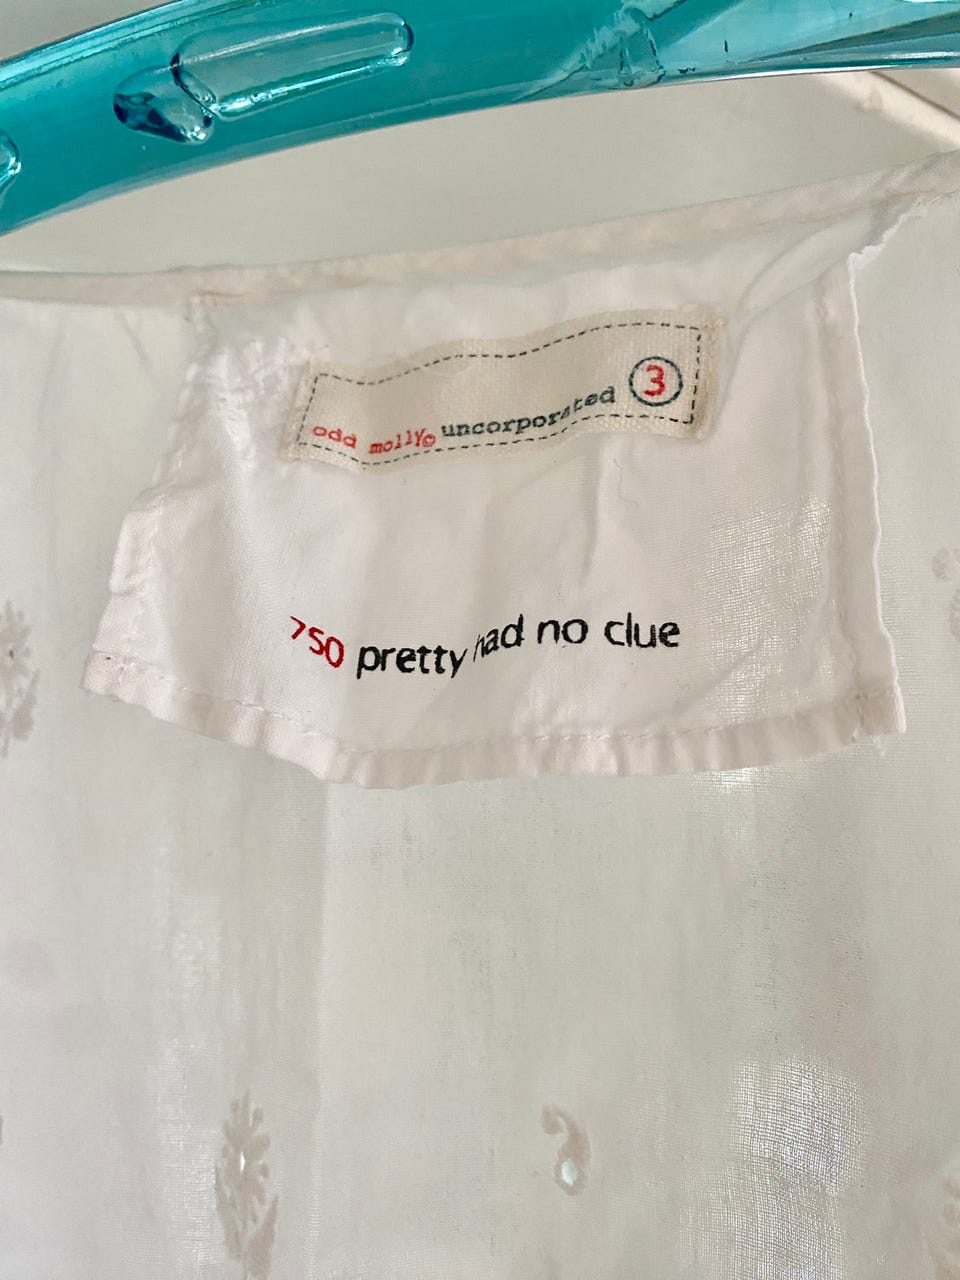 odd molly© uncorporated 3
750 pretty had no clue